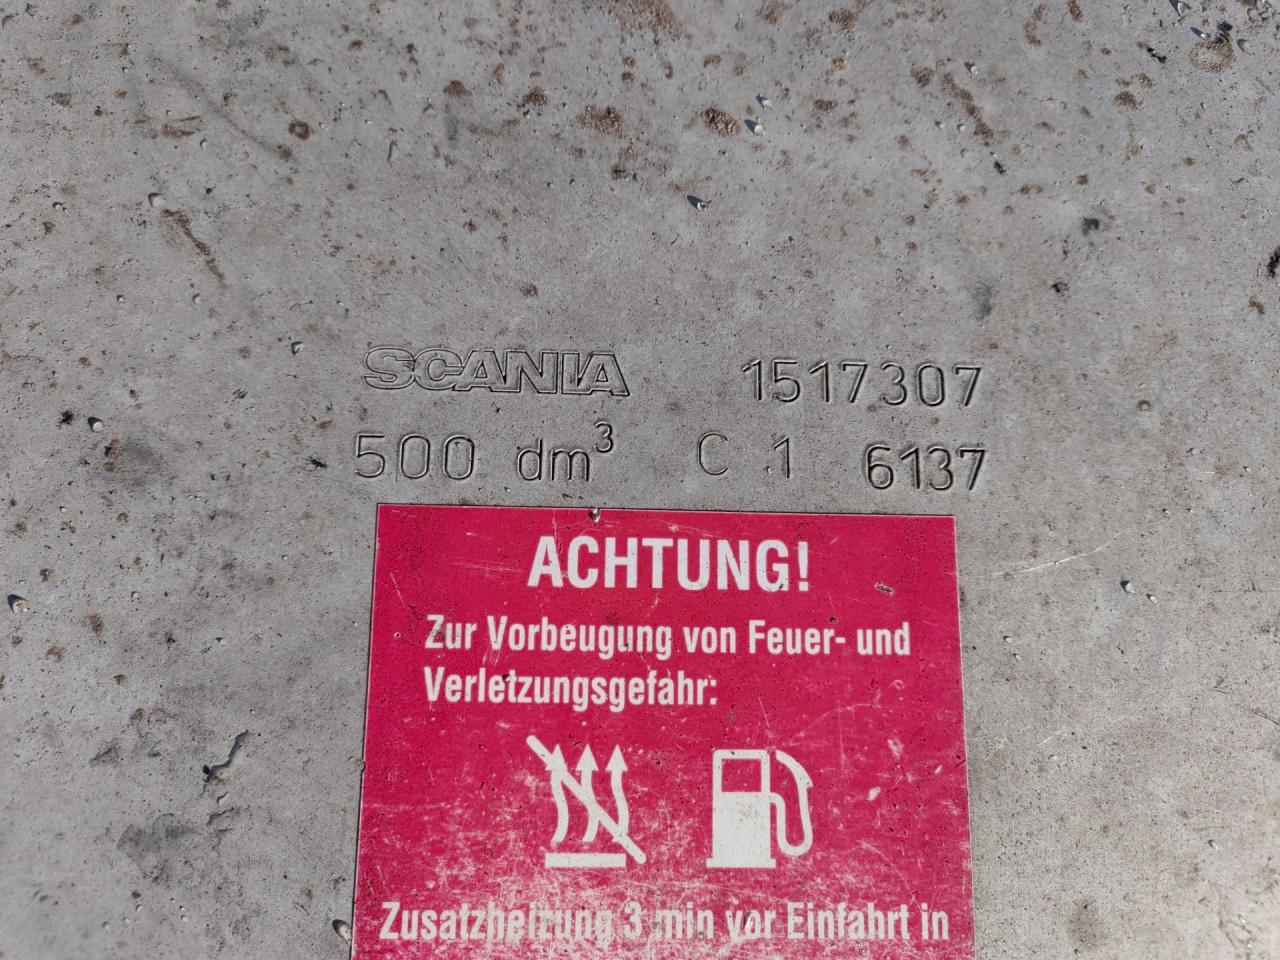 SCANIA 1517307
500 dm³ C 1 6137
ACHTUNG!
Zur Vorbeugung von Feuer- und
Verletzungsgefahr:
Zusatzheizung 3 min vor Einfahrt in